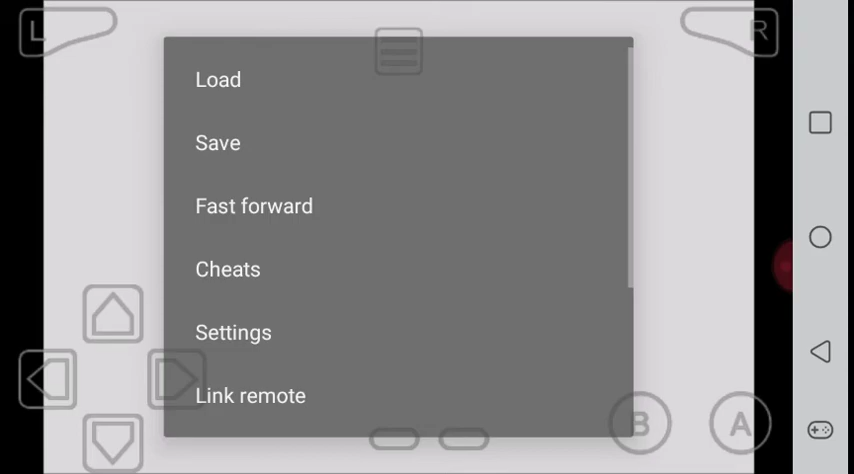 L
R
Load
Save
Fast forward
Cheats
Settings
Link remote
B
A